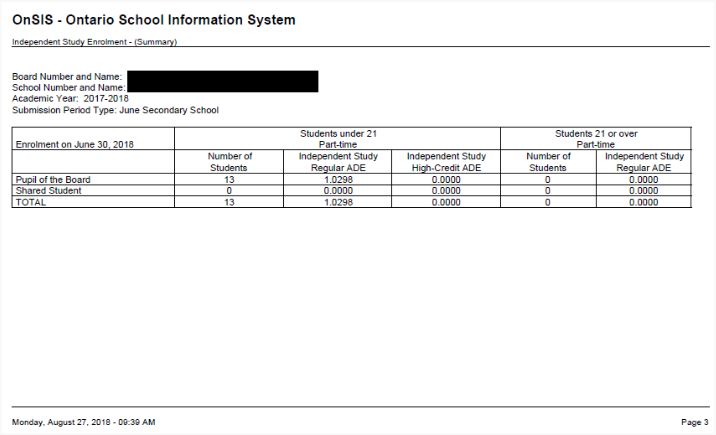 OnSIS - Ontario School Information System
Independent Study Enrolment - (Summary)
Board Number and Name:
School Number and Name:
Academic Year: 2017-2018
Submission Period Type: June Secondary School
Enrolment on June 30, 2018 Students under 21 Part-time Students 21 or over Part-time
Number of Students Independent Study Regular ADE Independent Study High-Credit ADE Number of Students Independent Study Regular ADE
Pupil of the Board 13 1.0298 0.0000 0 0.0000
Shared Student 0 0.0000 0.0000 0 0.0000
TOTAL 13 1.0298 0.0000 0 0.0000
Monday, August 27, 2018 - 09:39 AM Page 3